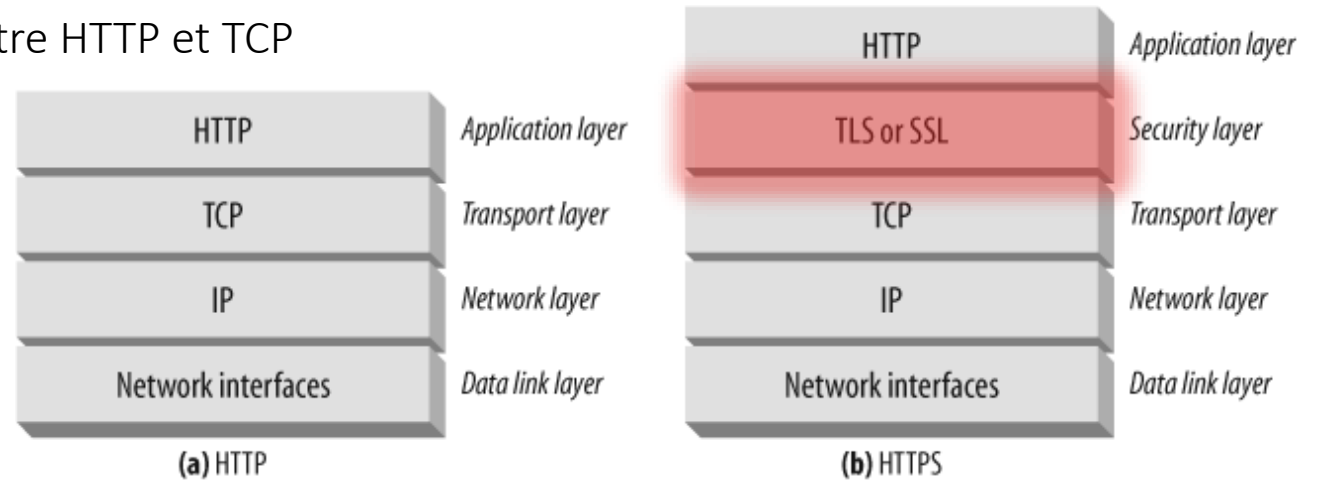 tre HTTP et TCP
HTTP Application layer
TCP Transport layer
IP Network layer
Network interfaces Data link layer
(a) HTTP
HTTP Application layer
TLS or SSL Security layer
TCP Transport layer
IP Network layer
Network interfaces Data link layer
(b) HTTPS